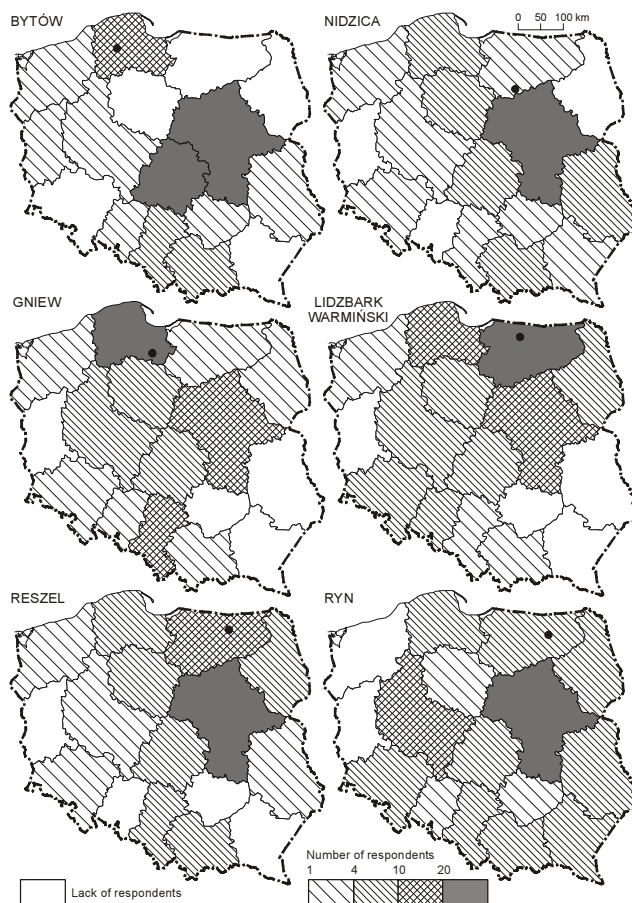 BYTÓW
NIDZICA
0 50 100 km
GNIEW
LIDZBARK
WARMIŃSKI
RESZEL
RYN
Number of respondents
1 4 10 20
Lack of respondents